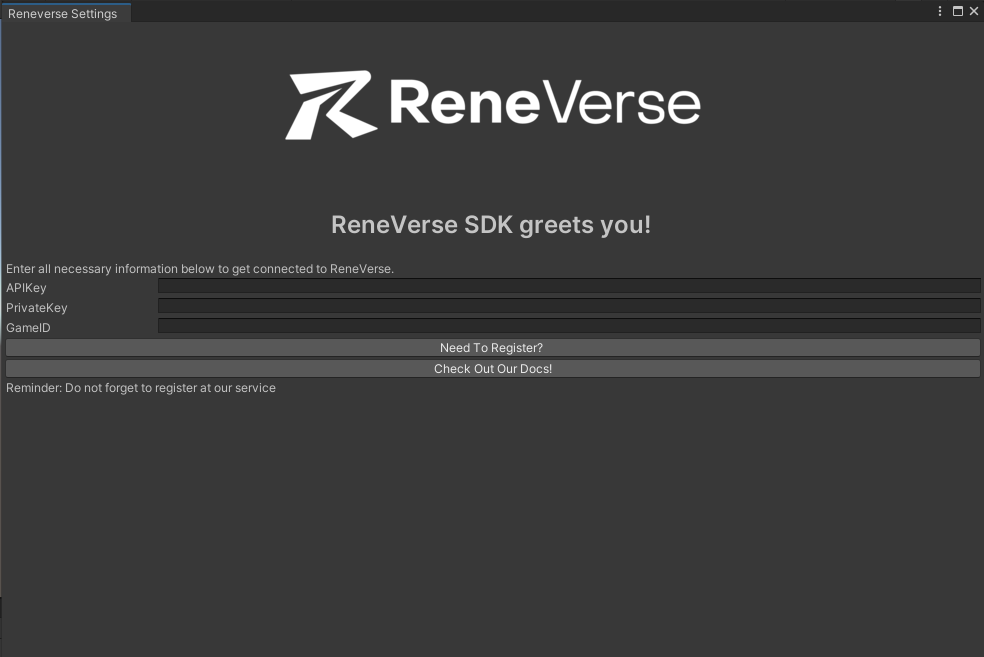 Reneverse Settings
ReneVerse
ReneVerse SDK greets you!
Enter all necessary information below to get connected to ReneVerse.
APIKey
PrivateKey
GameID
Need To Register?
Check Out Our Docs!
Reminder: Do not forget to register at our service